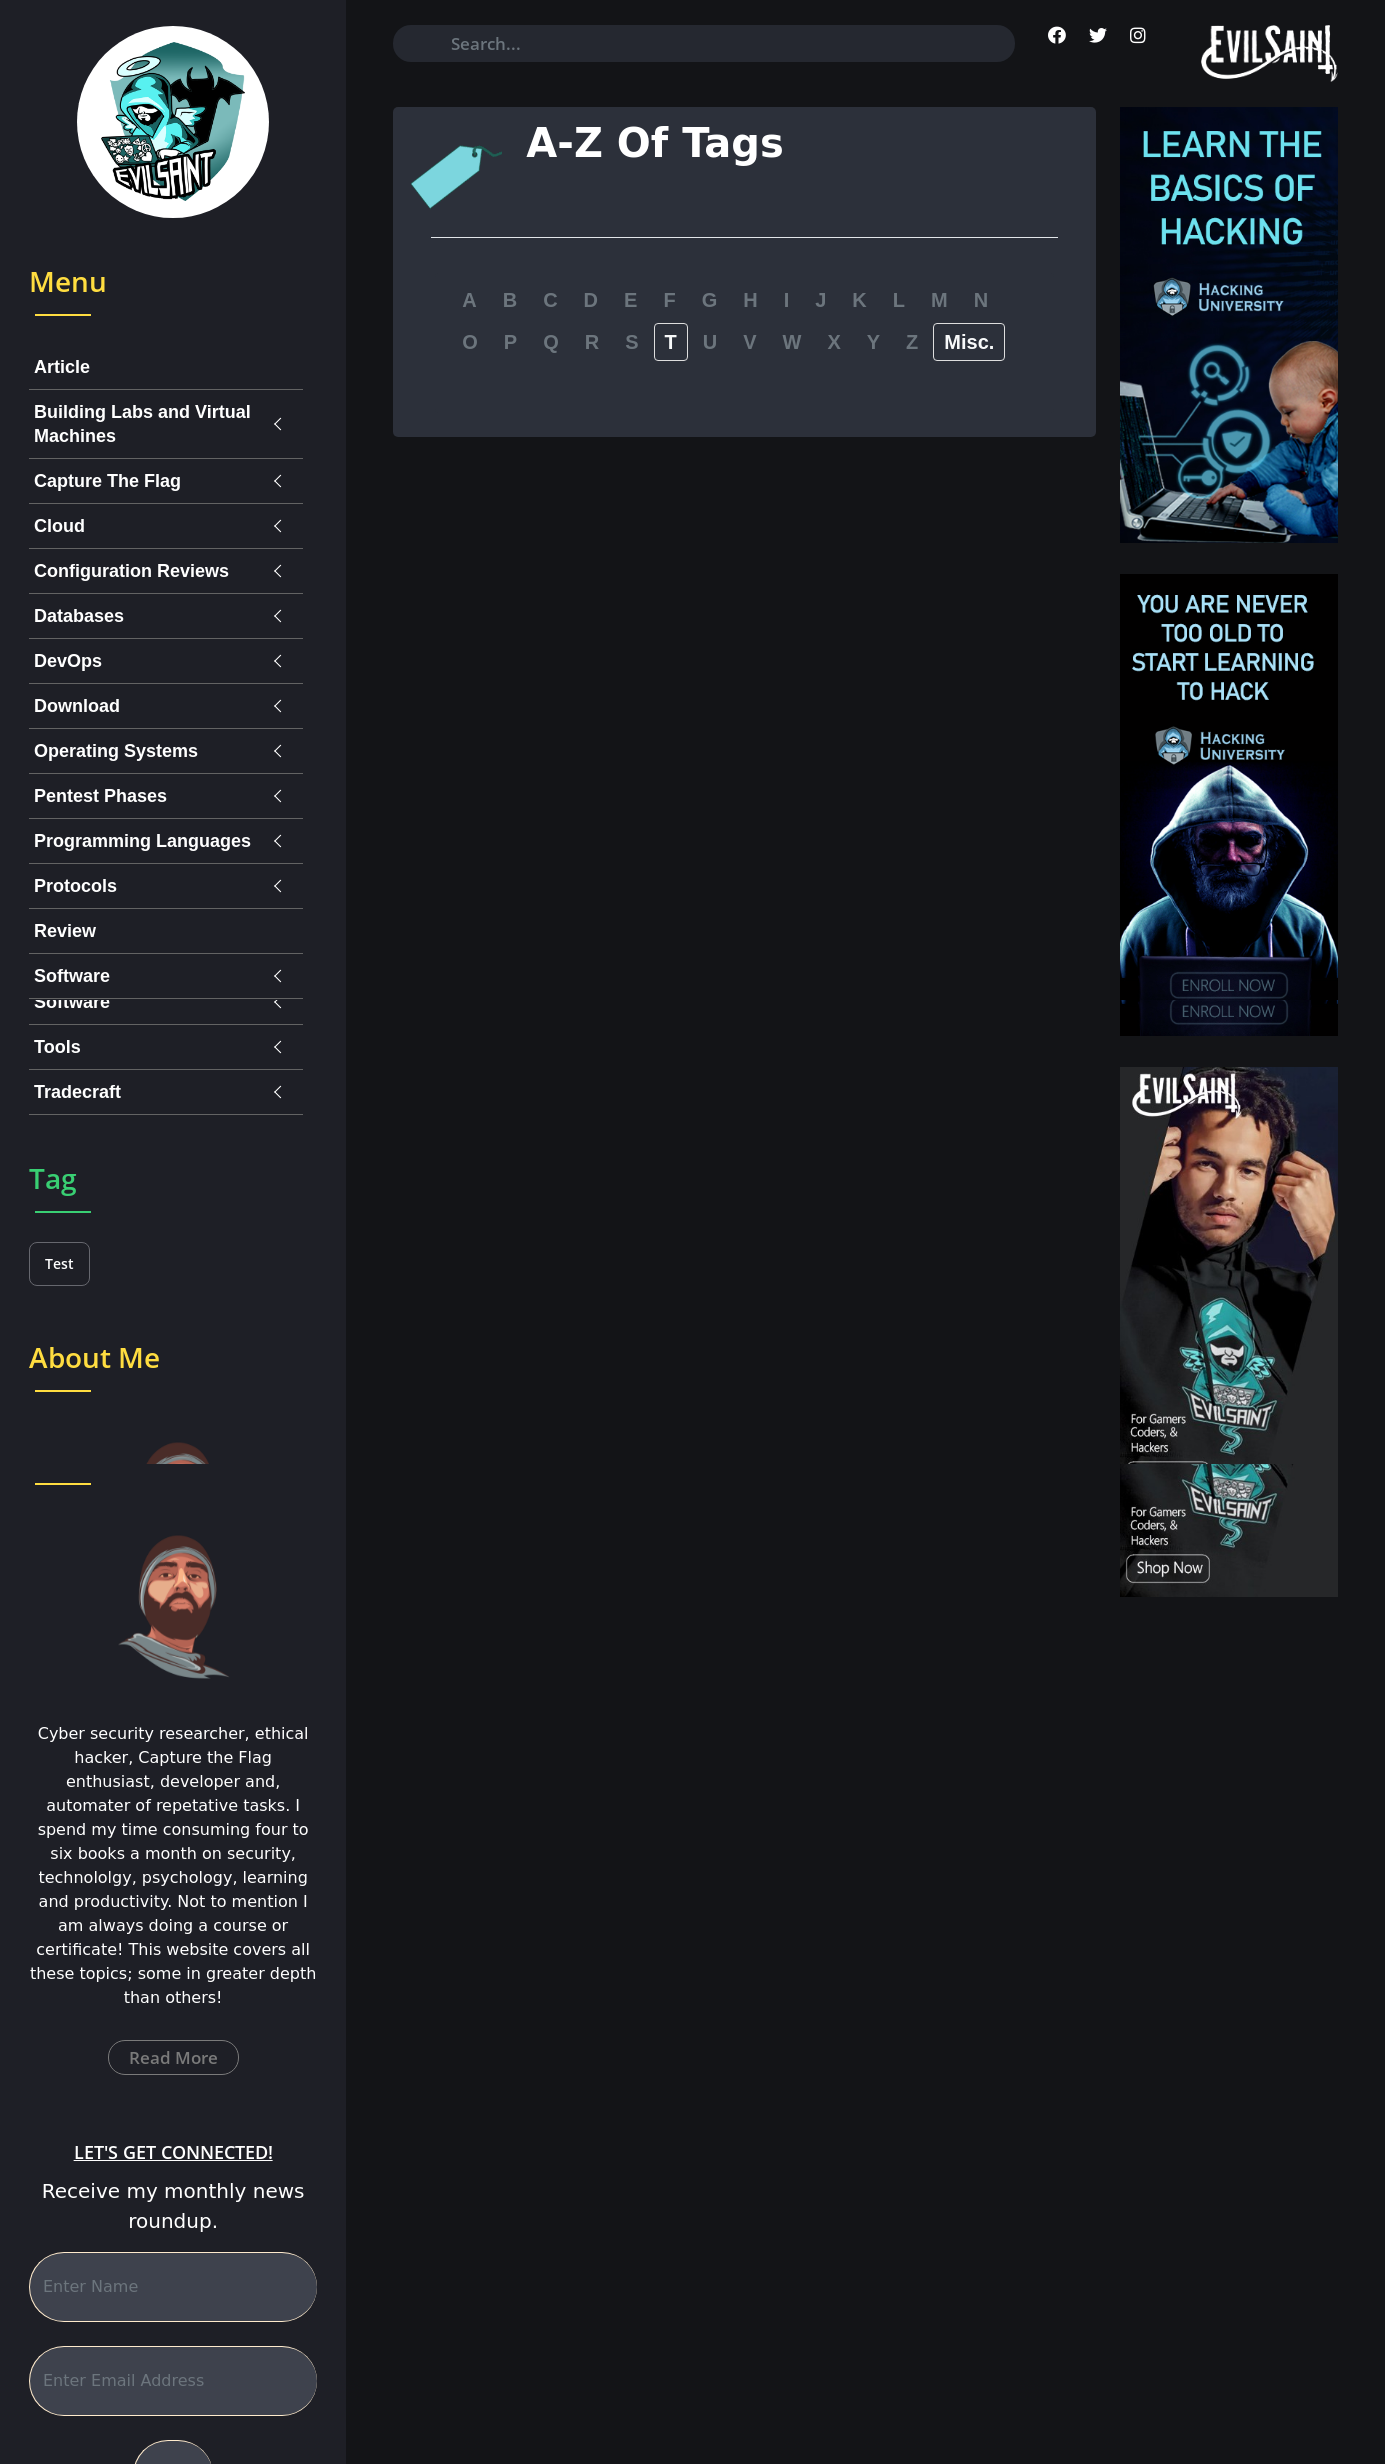 Search...
EVILSAINT
EVILSAINT
Menu
Article
Building Labs and Virtual
Machines
Capture The Flag
Cloud
Configuration Reviews
Databases
DevOps
Download
Operating Systems
Pentest Phases
Programming Languages
Protocols
Review
Software
Software
Tools
Tradecraft
Tag
Test
About Me
Cyber security researcher, ethical
hacker, Capture the Flag
enthusiast, developer and,
automater of repetative tasks. I
spend my time consuming four to
six books a month on security,
technololgy, psychology, learning
and productivity. Not to mention I
am always doing a course or
certificate! This website covers all
these topics; some in greater depth
than others!
Read More
LET'S GET CONNECTED!
Receive my monthly news
roundup.
Enter Name
Enter Email Address
A-Z Of Tags
A B C D E F G H I J K L M N
O P Q R S T U V W X Y Z Misc.
LEARN THE
BASICS OF
HACKING
HACKING
UNIVERSITY
YOU ARE NEVER
TOO OLD TO
START LEARNING
TO HACK
HACKING
UNIVERSITY
ENROLL NOW
ENROLL NOW
EVILSAINT
EVILSAINT
For Gamers
Coders, &
Hackers
EVILSAINT
For Gamers
Coders, &
Hackers
Shop Now